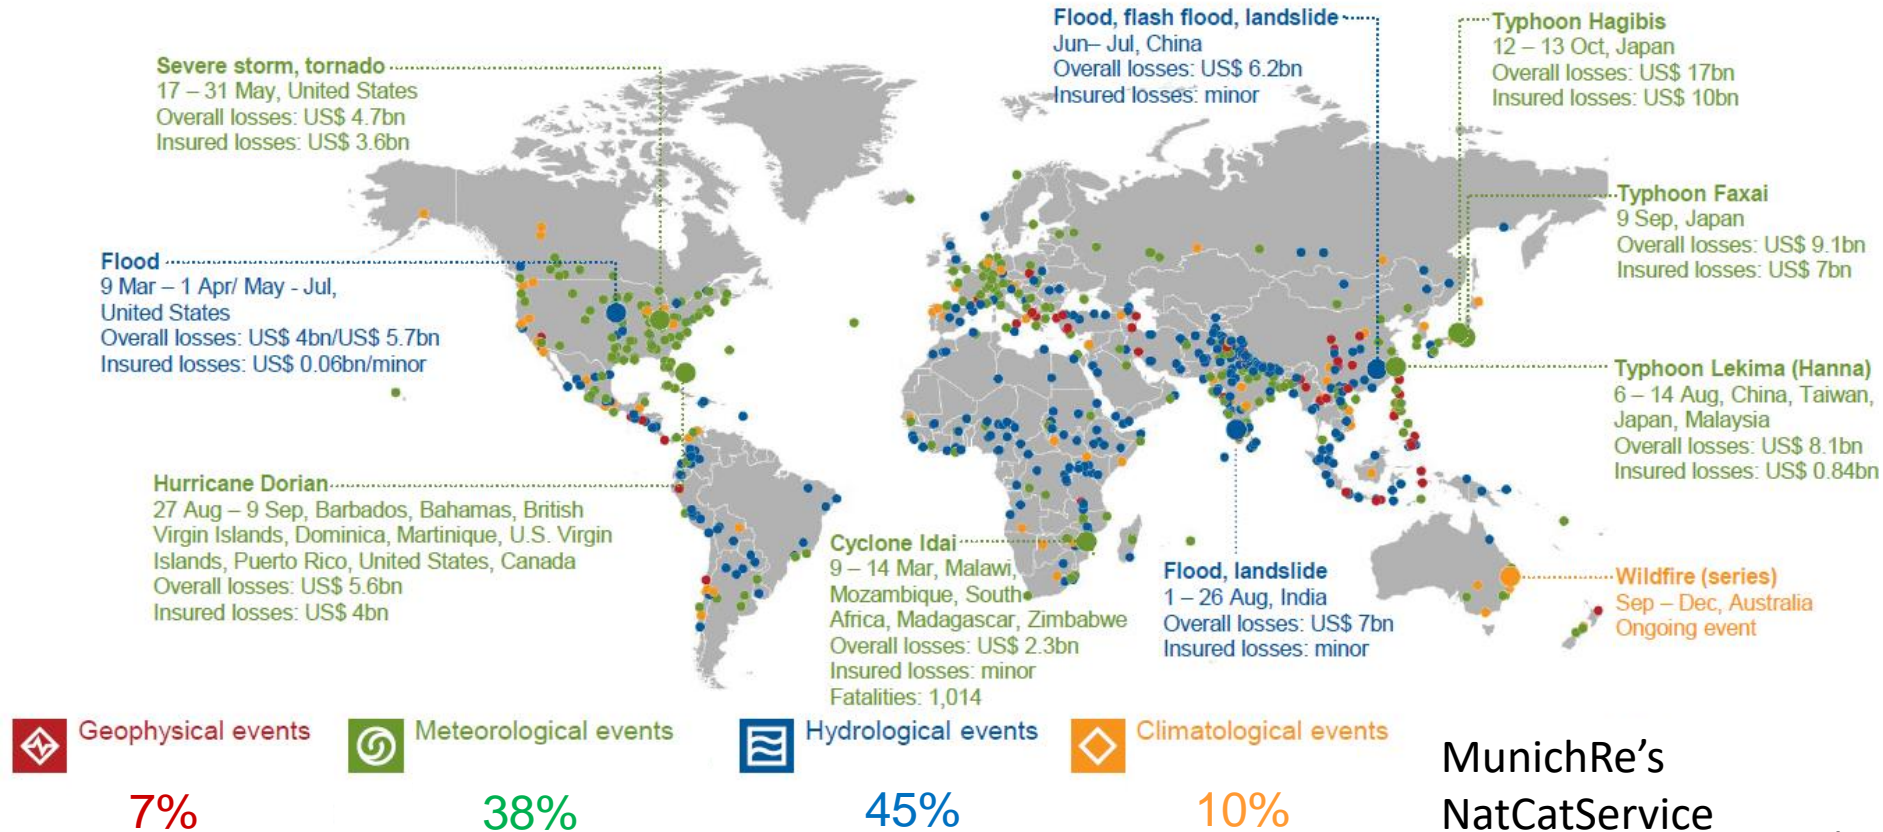 Flood, flash flood, landslide
Jun– Jul, China
Overall losses: US$ 6.2bn
Insured losses: minor
Typhoon Hagibis
12 – 13 Oct, Japan
Overall losses: US$ 17bn
Insured losses: US$ 10bn
Severe storm, tornado
17 – 31 May, United States
Overall losses: US$ 4.7bn
Insured losses: US$ 3.6bn
Typhoon Faxai
9 Sep, Japan
Overall losses: US$ 9.1bn
Insured losses: US$ 7bn
Flood
9 Mar – 1 Apr/ May - Jul,
United States
Overall losses: US$ 4bn/US$ 5.7bn
Insured losses: US$ 0.06bn/minor
Typhoon Lekima (Hanna)
6 – 14 Aug, China, Taiwan,
Japan, Malaysia
Overall losses: US$ 8.1bn
Insured losses: US$ 0.84bn
Hurricane Dorian
27 Aug – 9 Sep, Barbados, Bahamas, British
Virgin Islands, Dominica, Martinique, U.S. Virgin
Islands, Puerto Rico, United States, Canada
Overall losses: US$ 5.6bn
Insured losses: US$ 4bn
Cyclone Idai
9 – 14 Mar, Malawi,
Mozambique, South
Africa, Madagascar, Zimbabwe
Overall losses: US$ 2.3bn
Insured losses: minor
Fatalities: 1,014
Flood, landslide
1 – 26 Aug, India
Overall losses: US$ 7bn
Insured losses: minor
Wildfire (series)
Sep – Dec, Australia
Ongoing event
Geophysical events
Meteorological events
Hydrological events
Climatological events
7%
38%
45%
10%
MunichRe’s
NatCatService